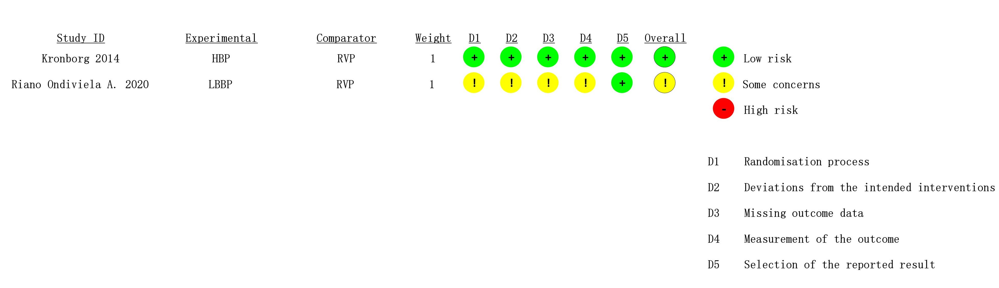 Study ID Experimental Comparator Weight D1 D2 D3 D4 D5 Overall
Kronborg 2014 HBP RVP 1 + + + + + + + Low risk
Riano Ondiviela A. 2020 LBBP RVP 1 ! ! ! ! + ! ! Some concerns
- High risk
D1 Randomisation process
D2 Deviations from the intended interventions
D3 Missing outcome data
D4 Measurement of the outcome
D5 Selection of the reported result